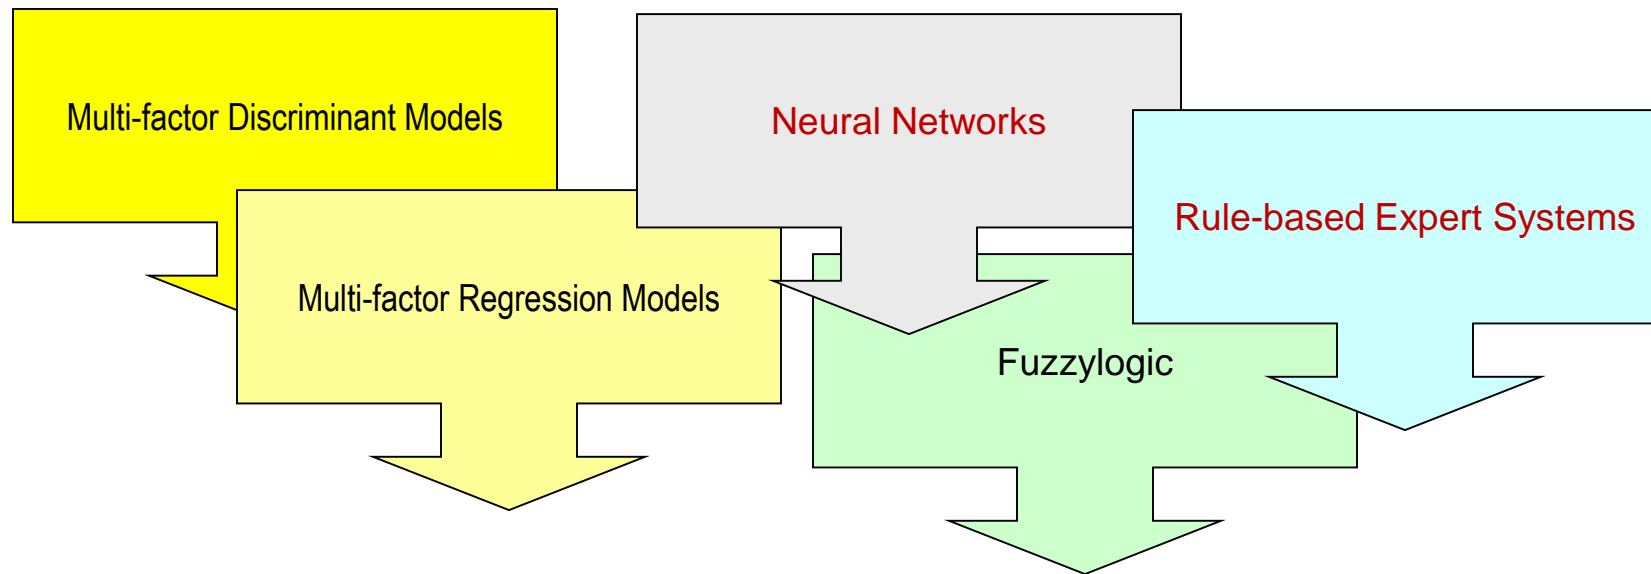 Multi-factor Discriminant Models
Neural Networks
Rule-based Expert Systems
Multi-factor Regression Models
Fuzzylogic